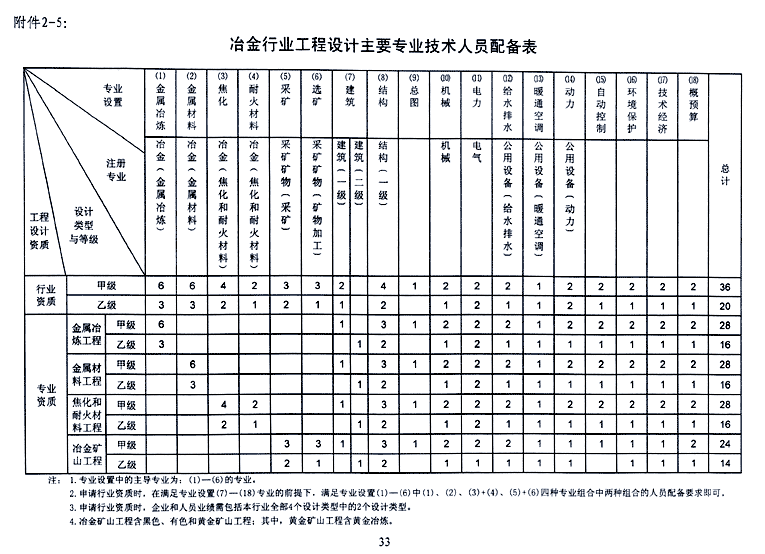 附件2-5：
冶金行业工程设计主要专业技术人员配备表
专业设置 (1)金属冶炼 (2)金属材料 (3)焦化 (4)耐火材料 (5)采矿 (6)选矿 (7)建筑 (8)结构 (9)总图 (10)机械 (11)电力 (12)给水排水 (13)暖通空调 (14)动力 (15)自动控制 (16)环境保护 (17)技术经济 (18)概预算 总计
注册专业 冶金（金属冶炼） 冶金（金属材料） 冶金（焦化和耐火材料） 冶金（焦化和耐火材料） 采矿矿物（采矿） 采矿矿物（矿物加工） 建筑（一级） 建筑（二级） 结构（一级） 机械 电气 公用设备（给水排水） 公用设备（暖通空调） 公用设备（动力）
设计类型与等级
工程设计资质
行业资质 甲级 6 6 4 2 3 3 2 4 1 2 2 2 1 2 2 2 2 2 36
乙级 3 3 2 1 2 1 1 2 1 2 1 1 2 1 1 1 1 20
专业资质 金属冶炼工程 甲级 6 1 3 1 2 2 2 1 2 2 2 2 2 28
乙级 3 1 2 1 2 1 1 1 1 1 1 1 16
金属材料工程 甲级 6 1 3 1 2 2 2 1 2 2 2 2 2 28
乙级 3 1 2 1 2 1 1 1 1 1 1 1 16
焦化和耐火材料工程 甲级 4 2 1 3 1 2 2 2 1 2 2 2 2 2 28
乙级 2 1 1 2 1 2 1 1 1 1 1 1 1 16
冶金矿山工程 甲级 3 3 1 3 1 2 2 2 1 1 1 1 1 2 24
乙级 2 1 1 2 1 1 1 1 1 1 1 1 14
注：1.专业设置中的主导专业为：(1)—(6)的专业。
2.申请行业资质时，在满足专业设置(7)—(18)专业的前提下，满足专业设置(1)—(6)中(1)、(2)、(3)+(4)、(5)+(6)四种专业组合中两种组合的人员配备要求即可。
3.申请行业资质时，企业和人员业绩需包括本行业全部4个设计类型中的2个设计类型。
4.冶金矿山工程含黑色、有色和黄金矿山工程；其中，黄金矿山工程含黄金冶炼。
33